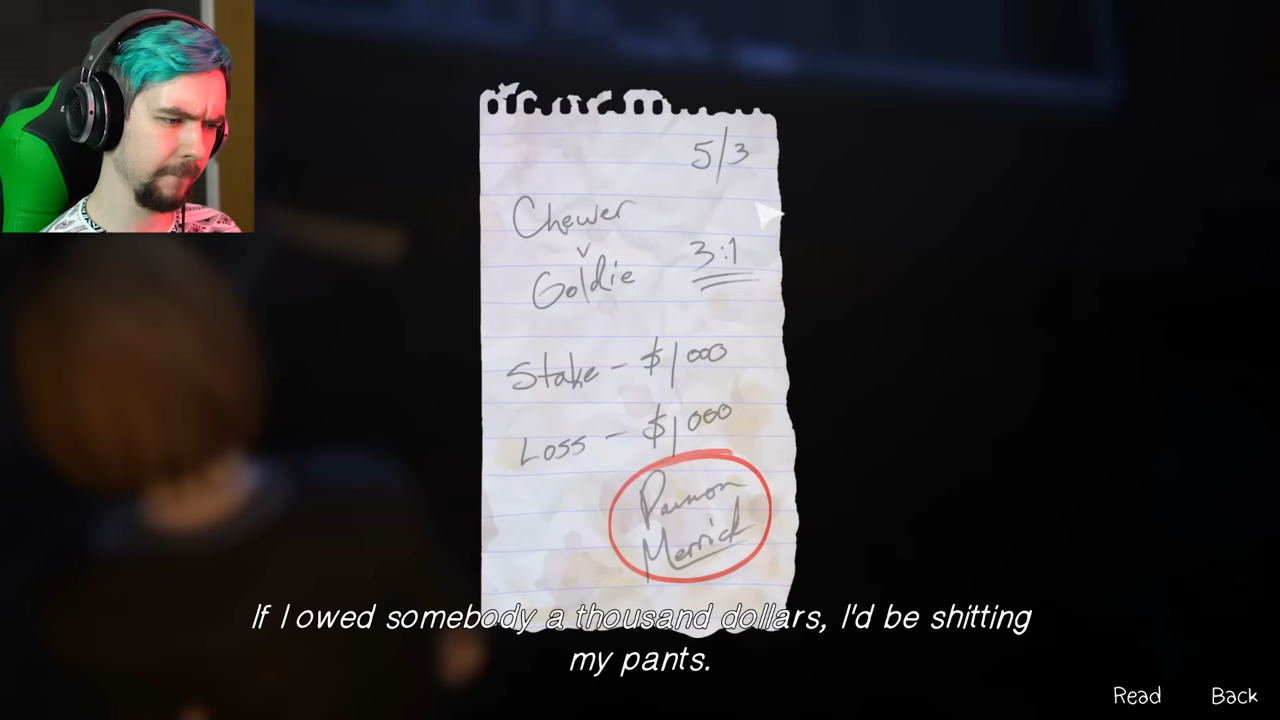 5/3
Chewer
v
Goldie 3:1
Stake - $1000
Loss - $1000
Damon
Merrick
If I owed somebody a thousand dollars, I'd be shitting
my pants.
Read Back